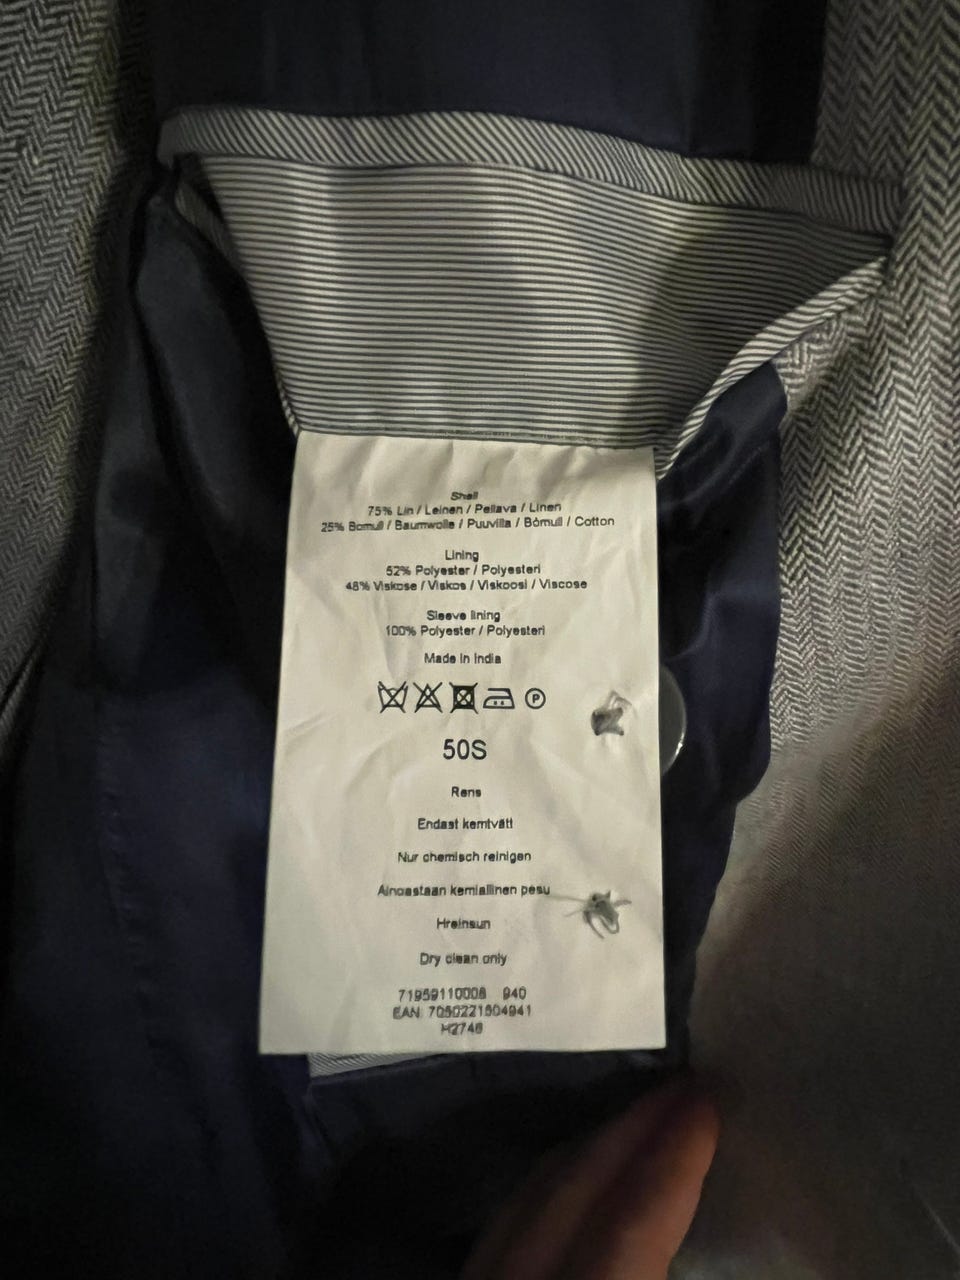 Shell
75% Lin / Leinen / Pellava / Linen
25% Bomull / Baumwolle / Puuvilla / Bómull / Cotton
Lining
52% Polyester / Polyesteri
48% Viskose / Viskos / Viskoosi / Viscose
Sleeve lining
100% Polyester / Polyesteri
Made in India
P
50S
Rens
Endast kemtvätt
Nur chemisch reinigen
Ainoastaan kemiallinen pesu
Hreinsun
Dry clean only
71959110008 940
EAN: 7050221504941
H2746